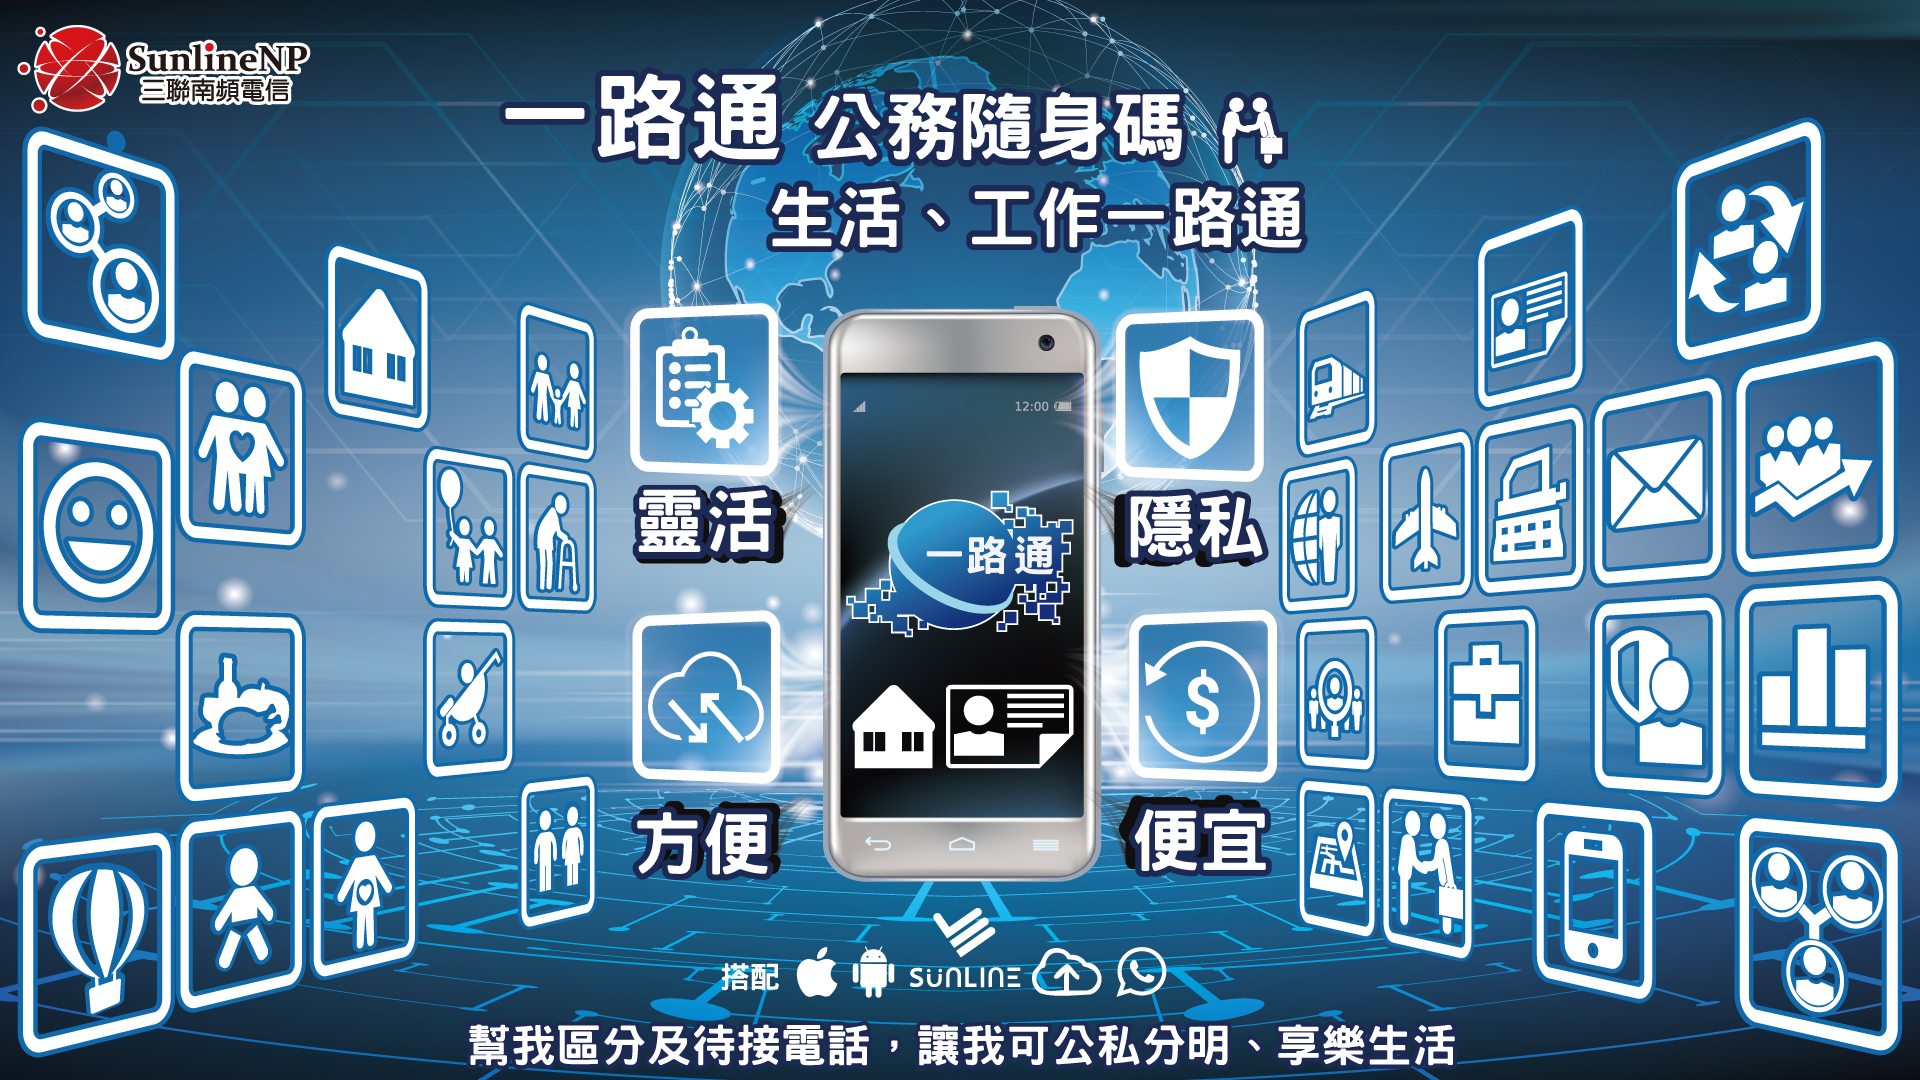 SunlineNP
三聯南頻電信
一路通 公務隨身碼
生活、工作一路通
12:00
靈活
隱私
一路通
$
方便
便宜
搭配 SUNLINE
幫我區分及待接電話，讓我可公私分明、享樂生活